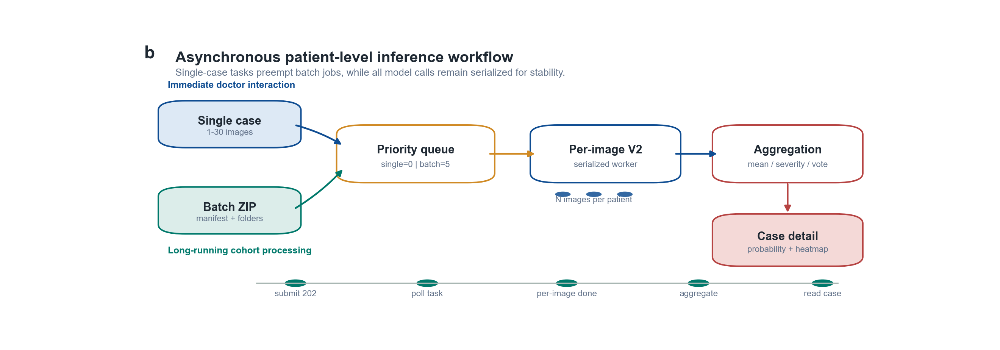 b
Asynchronous patient-level inference workflow
Single-case tasks preempt batch jobs, while all model calls remain serialized for stability.
Immediate doctor interaction
Single case
1-30 images
Batch ZIP
manifest + folders
Long-running cohort processing
Priority queue
single=0 | batch=5
Per-image V2
serialized worker
N images per patient
Aggregation
mean / severity / vote
Case detail
probability + heatmap
submit 202
poll task
per-image done
aggregate
read case